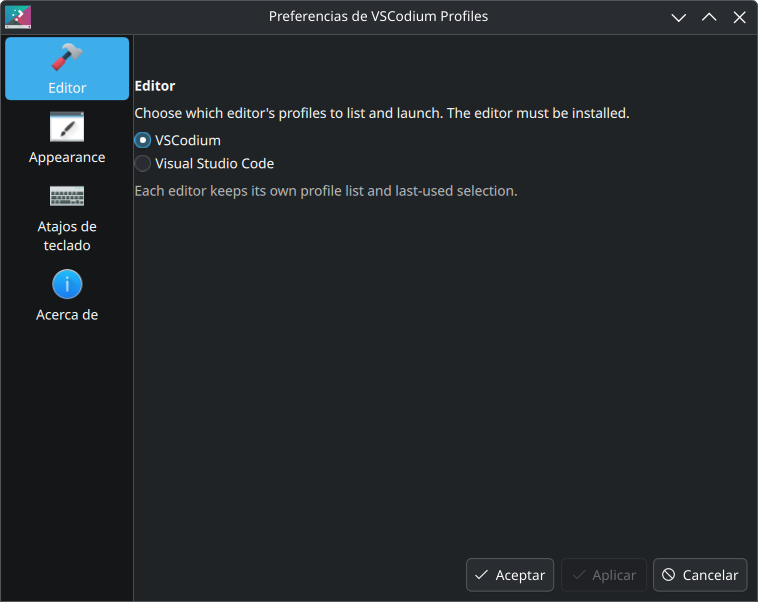 Preferencias de VSCodium Profiles
Editor
Appearance
Atajos de
teclado
Acerca de
Editor
Choose which editor's profiles to list and launch. The editor must be installed.
VSCodium
Visual Studio Code
Each editor keeps its own profile list and last-used selection.
Aceptar
Aplicar
Cancelar